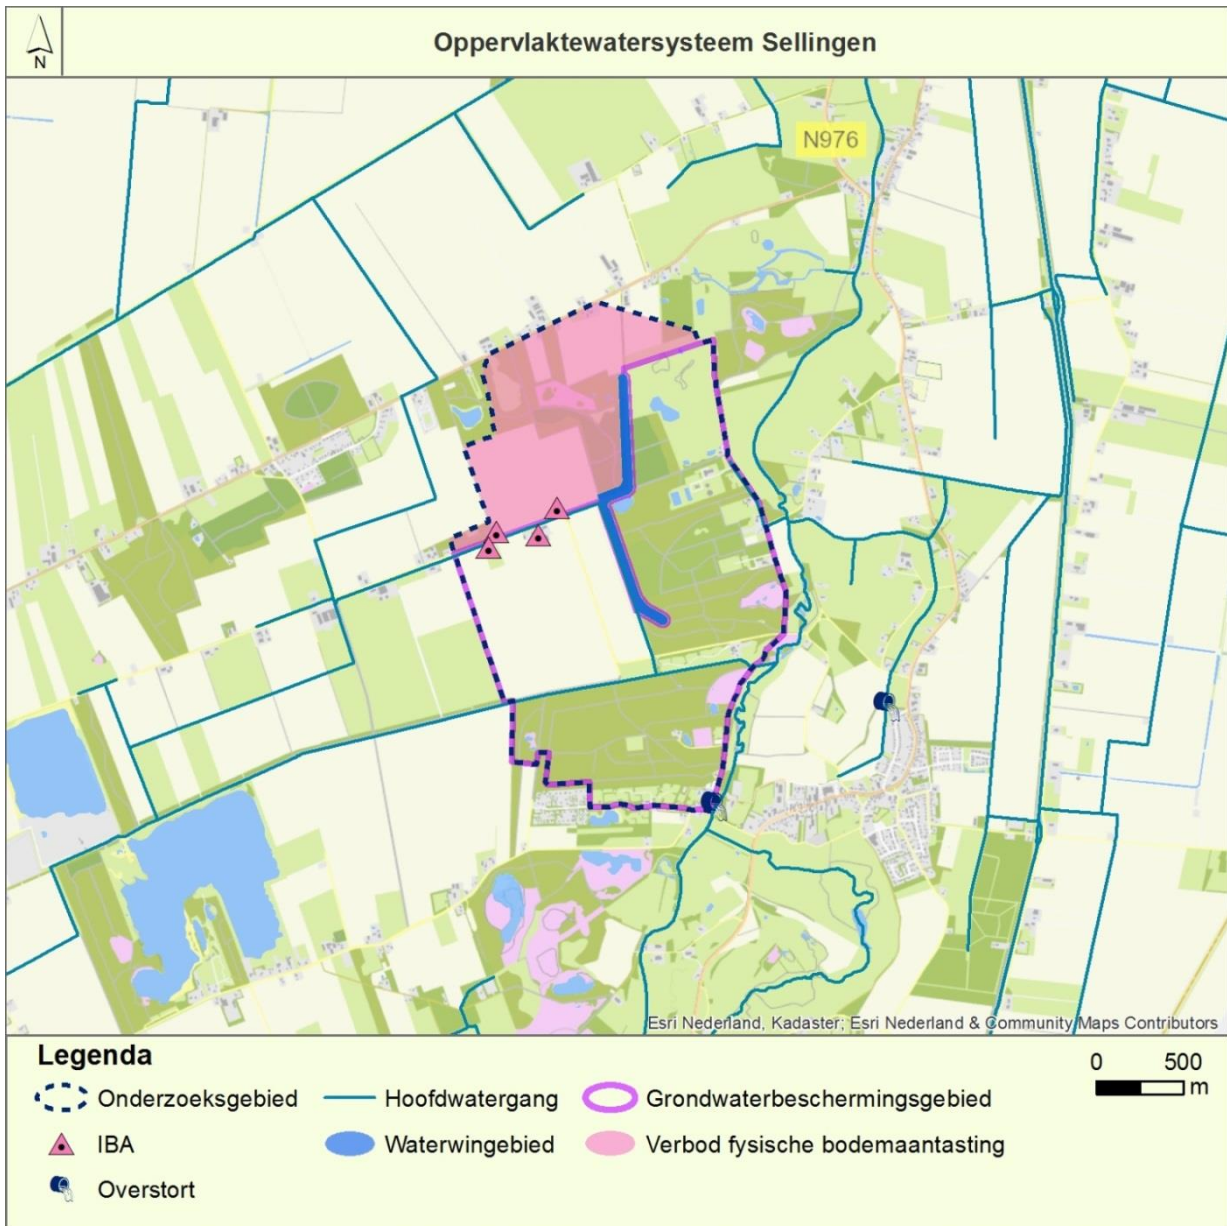 N
Oppervlaktewatersysteem Sellingen
N976
Esri Nederland, Kadaster; Esri Nederland & Community Maps Contributors
Legenda
0 500
m
Onderzoeksgebied
Hoofdwatergang
Grondwaterbeschermingsgebied
IBA
Waterwingebied
Verbod fysische bodemaantasting
Overstort